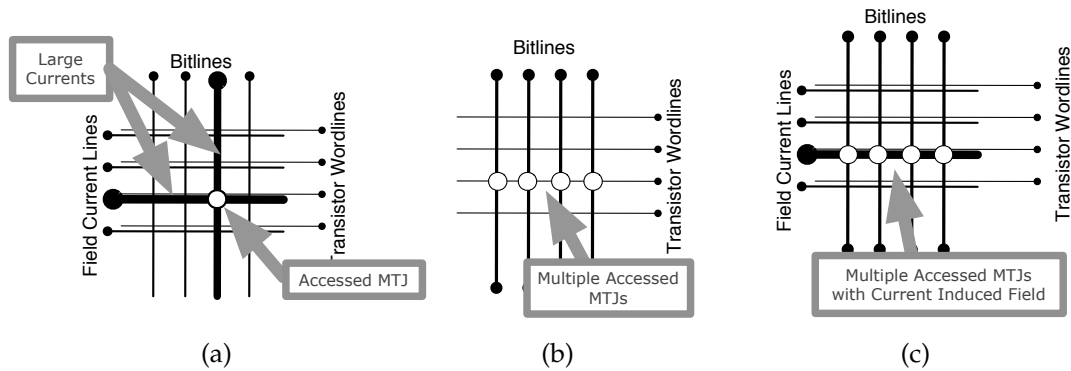 Bitlines
Large
Currents
Field Current Lines
Transistor Wordlines
Accessed MTJ
(a)
Bitlines
Transistor Wordlines
Multiple Accessed
MTJs
(b)
Bitlines
Field Current Lines
Transistor Wordlines
Multiple Accessed MTJs
with Current Induced Field
(c)